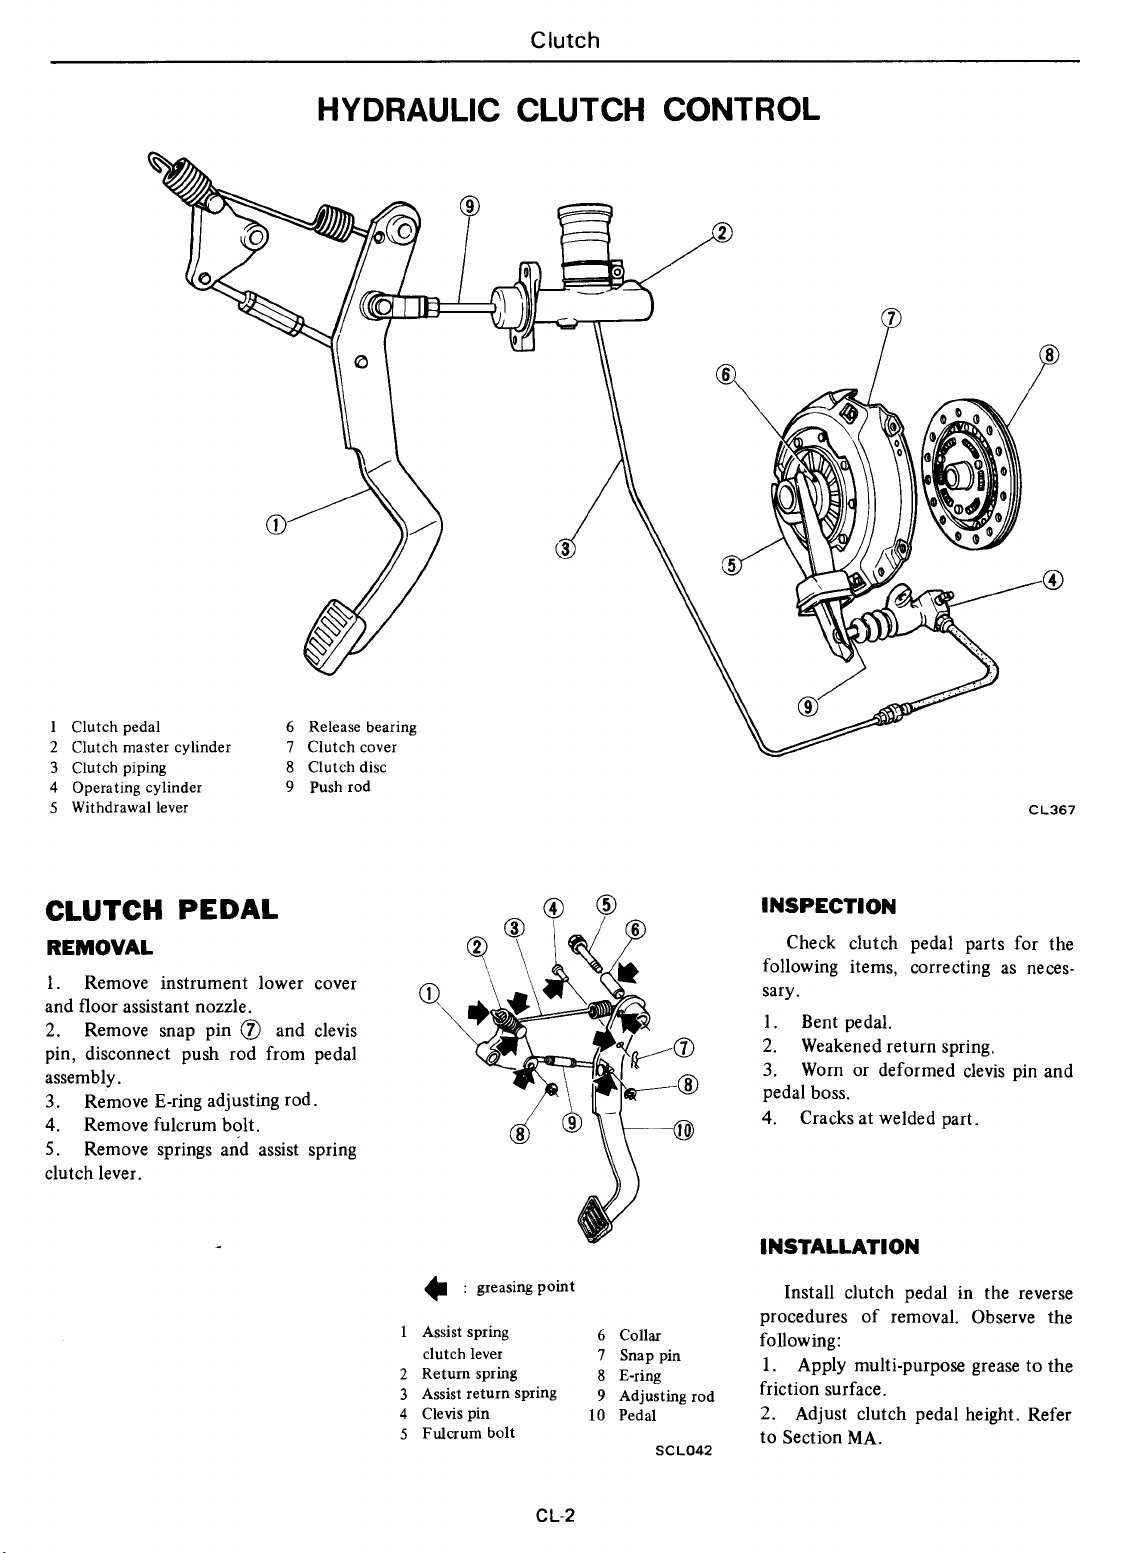 Clutch
HYDRAULIC CLUTCH CONTROL
9
2
7
8
6
1
3
5
4
9
1 Clutch pedal
2 Clutch master cylinder
3 Clutch piping
4 Operating cylinder
5 Withdrawal lever
6 Release bearing
7 Clutch cover
8 Clutch disc
9 Push rod
CL367
CLUTCH PEDAL
REMOVAL
1. Remove instrument lower cover
and floor assistant nozzle.
2. Remove snap pin ⑦ and clevis
pin, disconnect push rod from pedal
assembly.
3. Remove E-ring adjusting rod.
4. Remove fulcrum bolt.
5. Remove springs and assist spring
clutch lever.
4
5
3
6
2
1
7
8
8
9
10
: greasing point
1 Assist spring
clutch lever
2 Return spring
3 Assist return spring
4 Clevis pin
5 Fulcrum bolt
6 Collar
7 Snap pin
8 E-ring
9 Adjusting rod
10 Pedal
SCL042
INSPECTION
Check clutch pedal parts for the
following items, correcting as neces-
sary.
1. Bent pedal.
2. Weakened return spring.
3. Worn or deformed clevis pin and
pedal boss.
4. Cracks at welded part.
INSTALLATION
Install clutch pedal in the reverse
procedures of removal. Observe the
following:
1. Apply multi-purpose grease to the
friction surface.
2. Adjust clutch pedal height. Refer
to Section MA.
CL-2